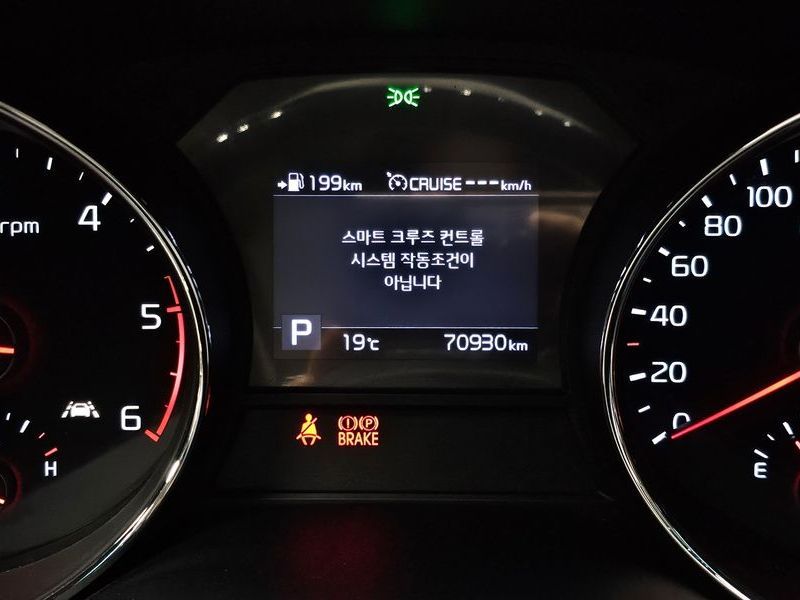 199km CRUISE ---km/h
스마트 크루즈 컨트롤
시스템 작동조건이
아닙니다
P 19℃ 70930km
rpm
4
5
6
H
100
80
60
40
20
0
E
(!) (P)
BRAKE